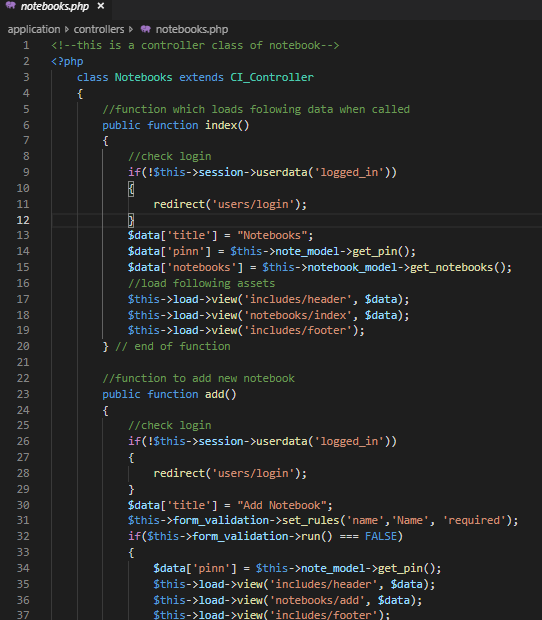 notebooks.php ×
application > controllers > notebooks.php
1 <!--this is a controller class of notebook-->
2 <?php
3 class Notebooks extends CI_Controller
4 {
5 //function which loads folowing data when called
6 public function index()
7 {
8 //check login
9 if(!$this->session->userdata('logged_in'))
10 {
11 redirect('users/login');
12 }
13 $data['title'] = "Notebooks";
14 $data['pinn'] = $this->note_model->get_pin();
15 $data['notebooks'] = $this->notebook_model->get_notebooks();
16 //load following assets
17 $this->load->view('includes/header', $data);
18 $this->load->view('notebooks/index', $data);
19 $this->load->view('includes/footer');
20 } // end of function
21
22 //function to add new notebook
23 public function add()
24 {
25 //check login
26 if(!$this->session->userdata('logged_in'))
27 {
28 redirect('users/login');
29 }
30 $data['title'] = "Add Notebook";
31 $this->form_validation->set_rules('name','Name', 'required');
32 if($this->form_validation->run() === FALSE)
33 {
34 $data['pinn'] = $this->note_model->get_pin();
35 $this->load->view('includes/header', $data);
36 $this->load->view('notebooks/add', $data);
37 $this->load->view('includes/footer');